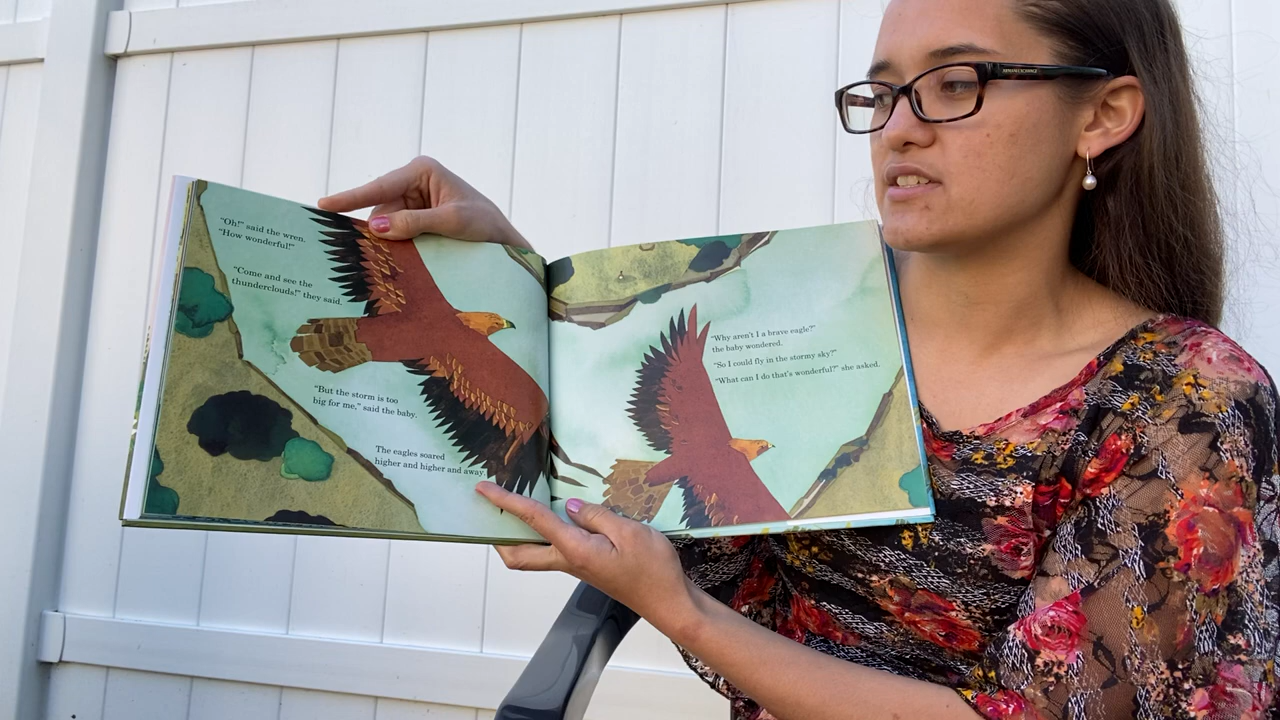 "Oh!" said the wren.
"How wonderful!"
"Come and see the
thunderclouds!" they said.
"But the storm is too
big for me," said the baby.
The eagles soared
higher and higher and away.
"Why aren't I a brave eagle?"
the baby wondered.
"So I could fly in the stormy sky?"
"What can I do that's wonderful?" she asked.